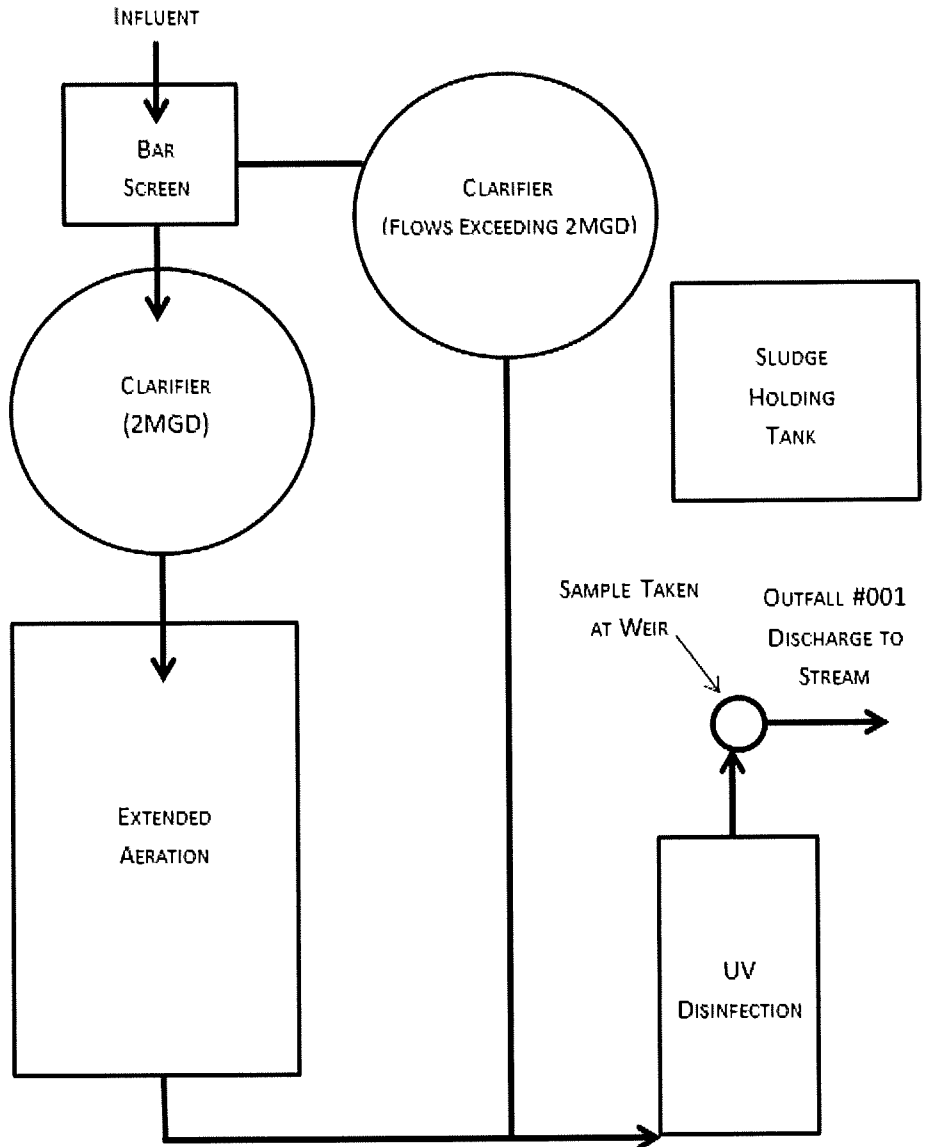 INFLUENT
BAR
SCREEN
CLARIFIER
(FLOWS EXCEEDING 2MGD)
CLARIFIER
(2MGD)
SLUDGE
HOLDING
TANK
SAMPLE TAKEN
AT WEIR
OUTFALL #001
DISCHARGE TO
STREAM
EXTENDED
AERATION
UV
DISINFECTION